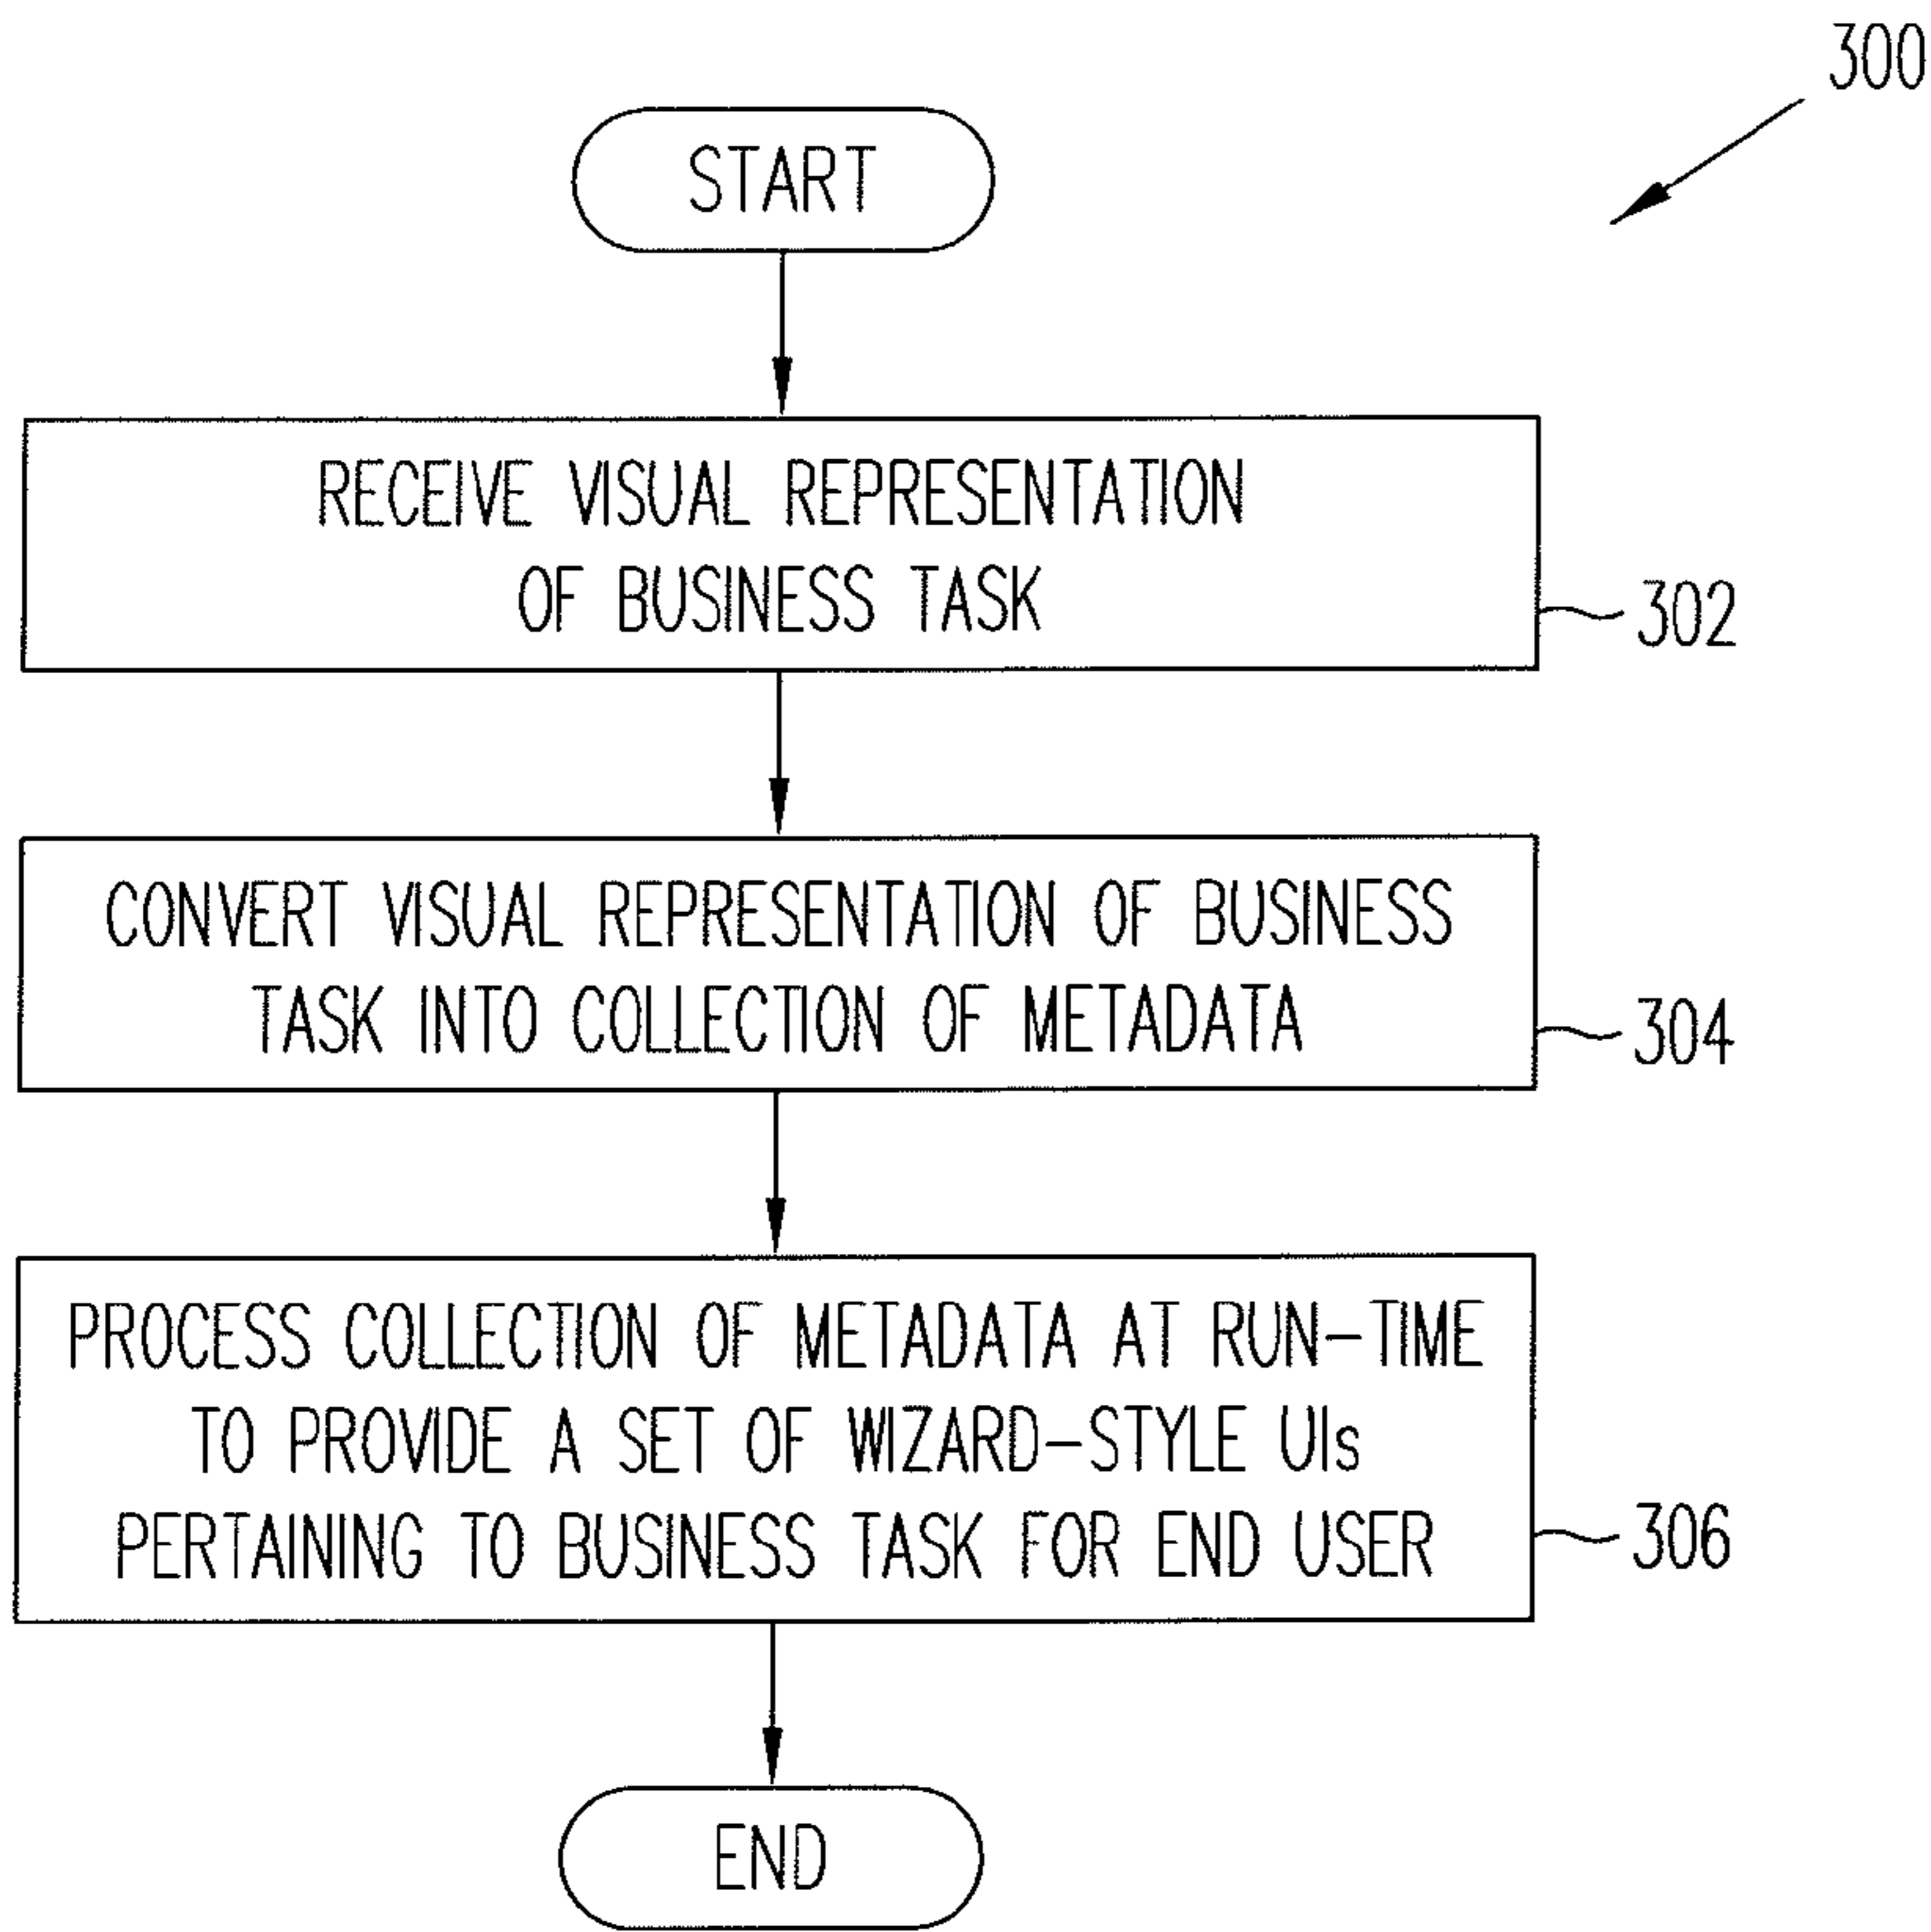 300
START
RECEIVE VISUAL REPRESENTATION
OF BUSINESS TASK
302
CONVERT VISUAL REPRESENTATION OF BUSINESS
TASK INTO COLLECTION OF METADATA
304
PROCESS COLLECTION OF METADATA AT RUN-TIME
TO PROVIDE A SET OF WIZARD-STYLE UIs
PERTAINING TO BUSINESS TASK FOR END USER
306
END